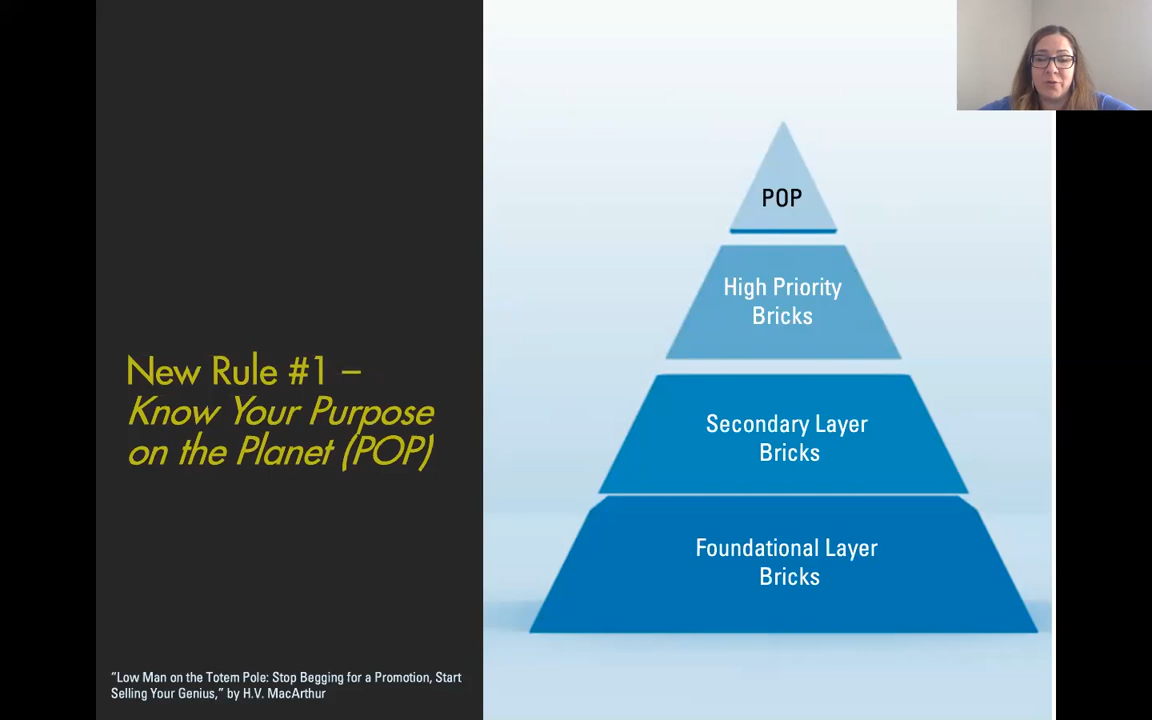 New Rule #1 –
Know Your Purpose
on the Planet (POP)
"Low Man on the Totem Pole: Stop Begging for a Promotion, Start
Selling Your Genius," by H.V. MacArthur
POP
High Priority
Bricks
Secondary Layer
Bricks
Foundational Layer
Bricks